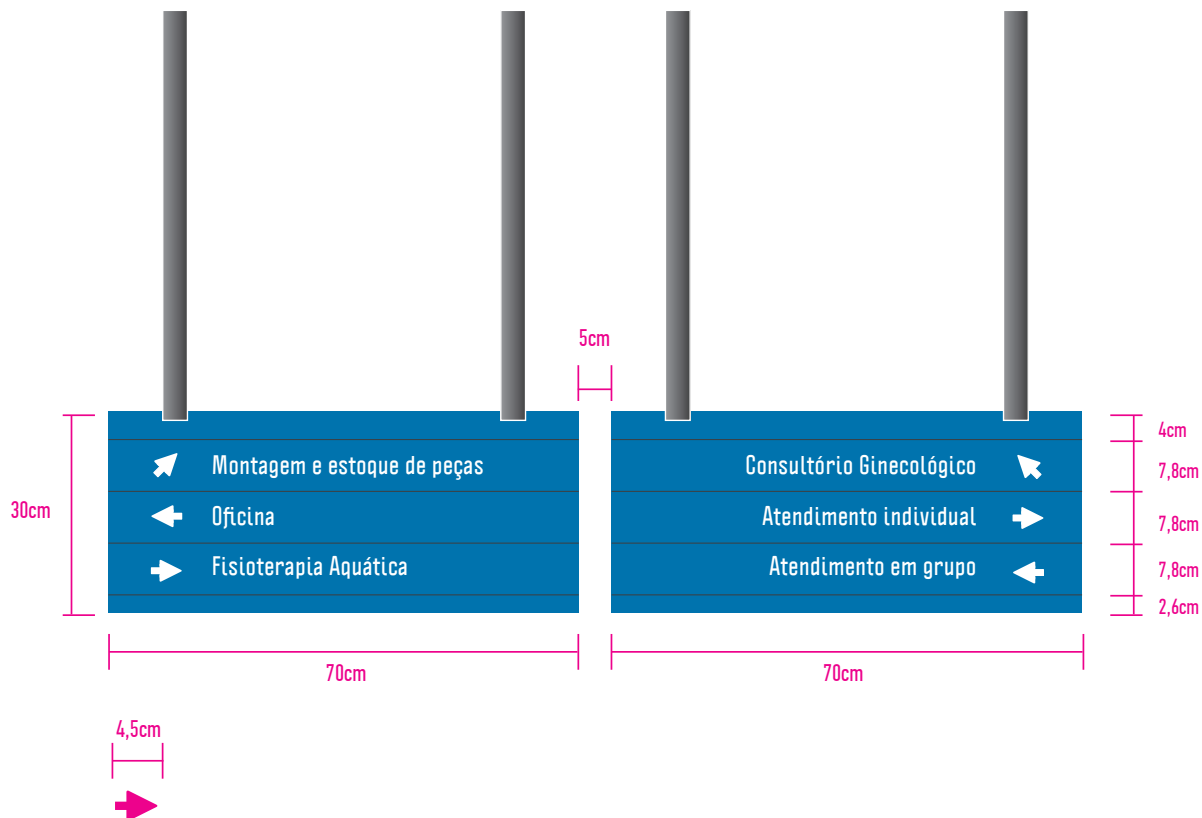 5cm
4cm
Montagem e estoque de peças
Consultório Ginecológico
7,8cm
30cm
Oficina
Atendimento individual
7,8cm
Fisioterapia Aquática
Atendimento em grupo
7,8cm
2,6cm
70cm
70cm
4,5cm